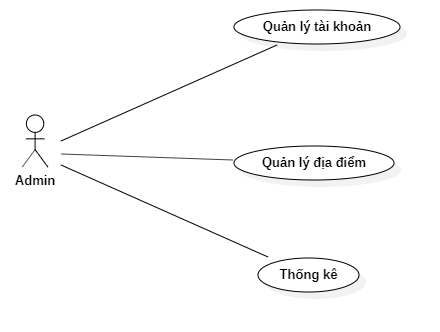 Quản lý tài khoản
Quản lý địa điểm
Admin
Thống kê